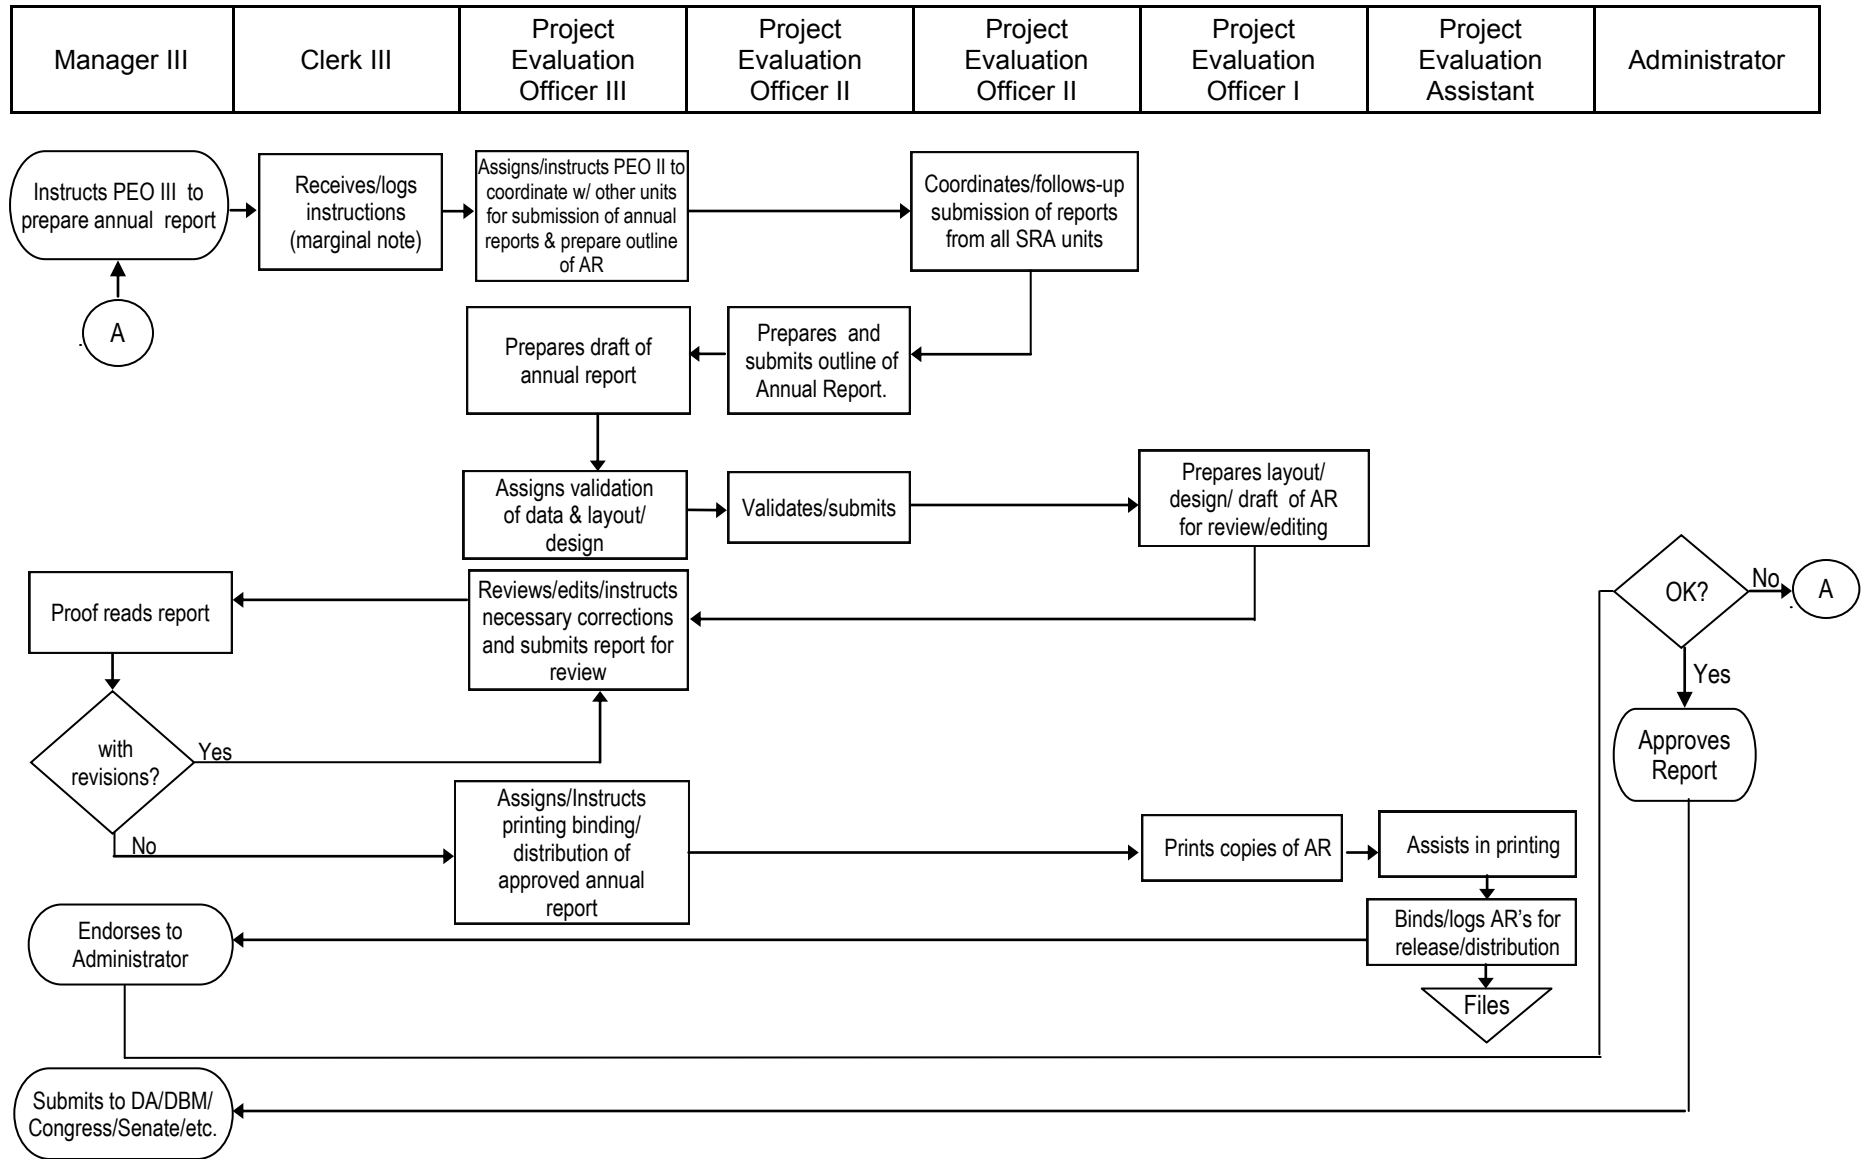 Manager III
Clerk III
Project
Evaluation
Officer III
Project
Evaluation
Officer II
Project
Evaluation
Officer II
Project
Evaluation
Officer I
Project
Evaluation
Assistant
Administrator
Instructs PEO III to
prepare annual report
Receives/logs
instructions
(marginal note)
Assigns/instructs PEO II to
coordinate w/ other units
for submission of annual
reports & prepare outline
of AR
Coordinates/follows-up
submission of reports
from all SRA units
A
Prepares draft of
annual report
Prepares and
submits outline of
Annual Report.
Assigns validation
of data & layout/
design
Validates/submits
Prepares layout/
design/ draft of AR
for review/editing
Proof reads report
Reviews/edits/instructs
necessary corrections
and submits report for
review
OK?
No
A
Yes
Approves
Report
with
revisions?
Yes
No
Assigns/Instructs
printing binding/
distribution of
approved annual
report
Prints copies of AR
Assists in printing
Endorses to
Administrator
Binds/logs AR's for
release/distribution
Files
Submits to DA/DBM/
Congress/Senate/etc.